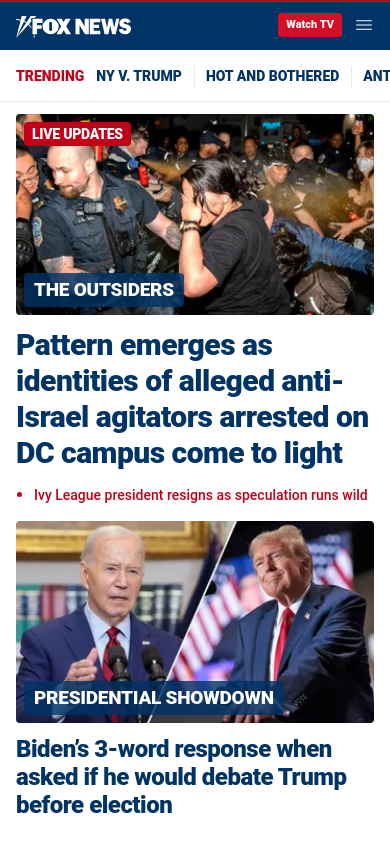 FOX NEWS
Watch TV
TRENDING NY V. TRUMP HOT AND BOTHERED ANT
LIVE UPDATES
THE OUTSIDERS
Pattern emerges as
identities of alleged anti-
Israel agitators arrested on
DC campus come to light
Ivy League president resigns as speculation runs wild
PRESIDENTIAL SHOWDOWN
Biden’s 3-word response when
asked if he would debate Trump
before election